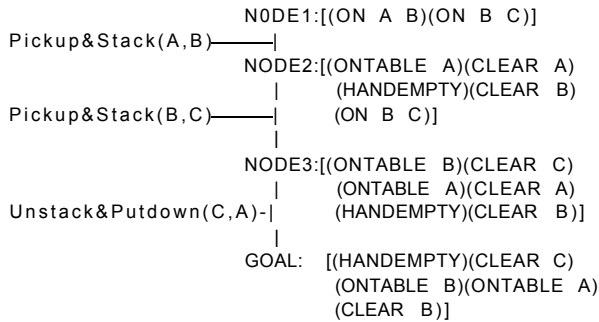 N0DE1:[(ON A B)(ON B C)]
Pickup&Stack(A,B)———|
NODE2:[(ONTABLE A)(CLEAR A)
| (HANDEMPTY)(CLEAR B)
Pickup&Stack(B,C)———| (ON B C)]
|
NODE3:[(ONTABLE B)(CLEAR C)
| (ONTABLE A)(CLEAR A)
Unstack&Putdown(C,A)-| (HANDEMPTY)(CLEAR B)]
|
GOAL: [(HANDEMPTY)(CLEAR C)
(ONTABLE B)(ONTABLE A)
(CLEAR B)]